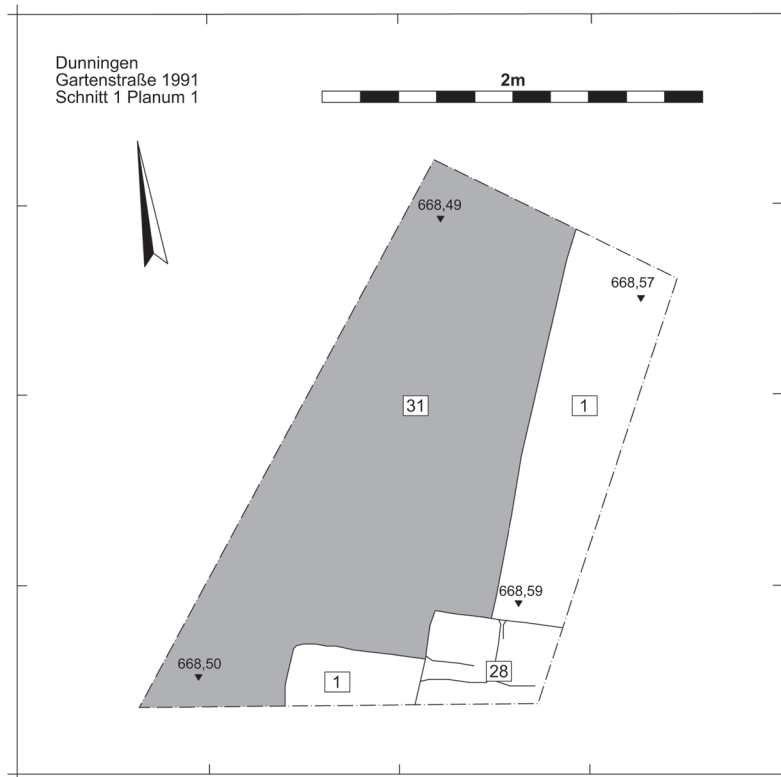 Dunningen
Gartenstraße 1991
Schnitt 1 Planum 1
2m
668,49
668,57
31
1
668,59
668,50
28
1